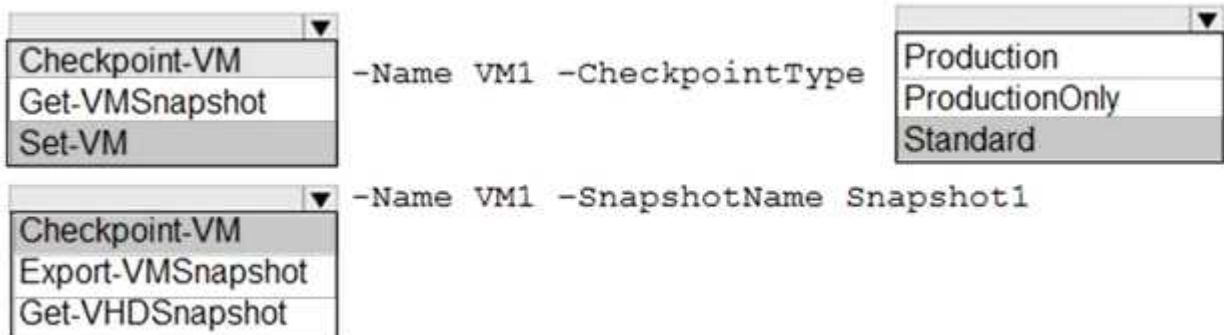 Checkpoint-VM
Get-VMSnapshot
Set-VM
-Name VM1 -CheckpointType
Production
ProductionOnly
Standard
Checkpoint-VM
Export-VMSnapshot
Get-VHDSnapshot
-Name VM1 -SnapshotName Snapshot1